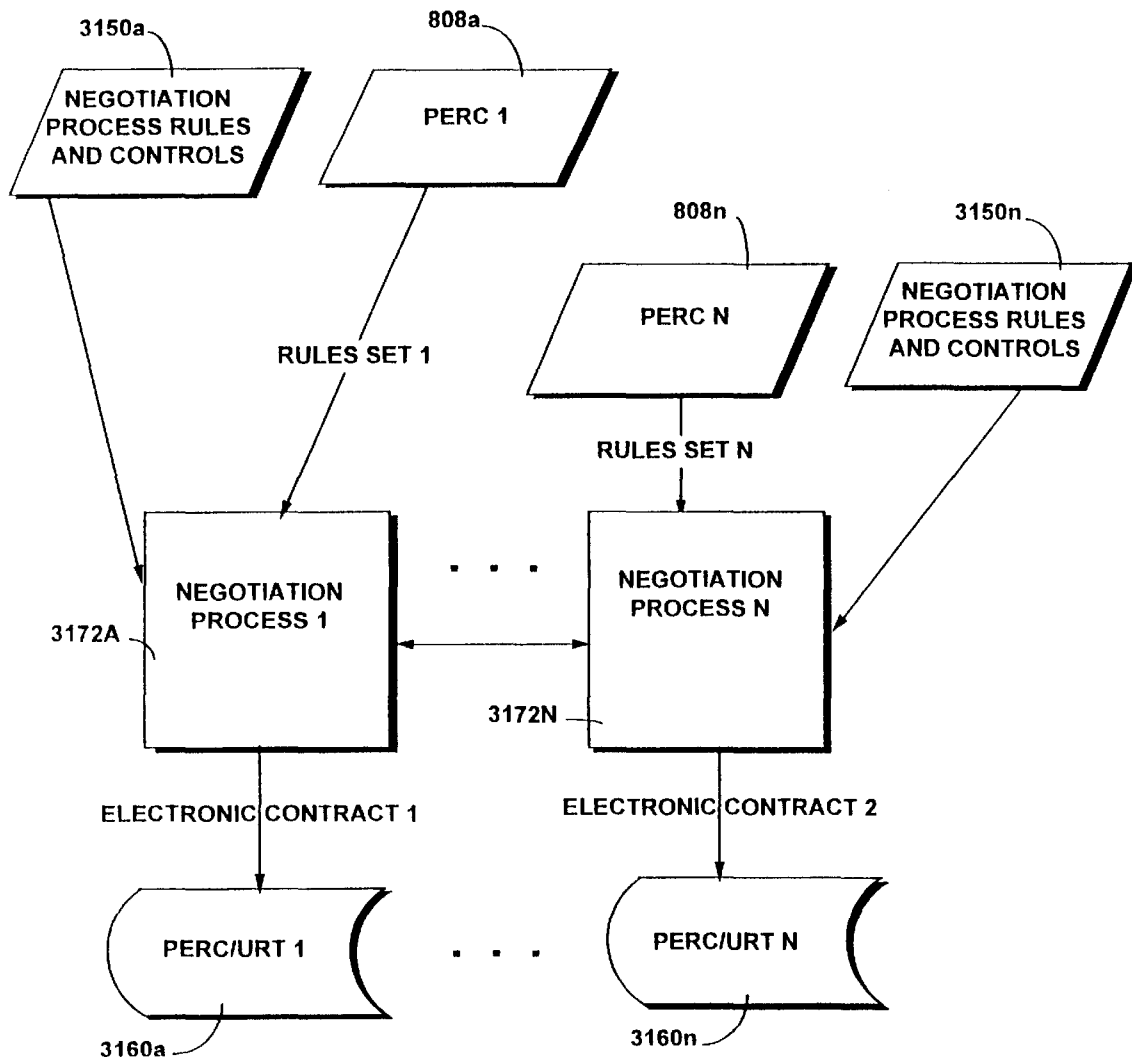 3150a
808a
NEGOTIATION
PROCESS RULES
AND CONTROLS
PERC 1
808n
3150n
PERC N
NEGOTIATION
PROCESS RULES
AND CONTROLS
RULES SET 1
RULES SET N
NEGOTIATION
PROCESS 1
. . .
NEGOTIATION
PROCESS N
3172A
3172N
ELECTRONIC CONTRACT 1
ELECTRONIC CONTRACT 2
PERC/URT 1
. . .
PERC/URT N
3160a
3160n